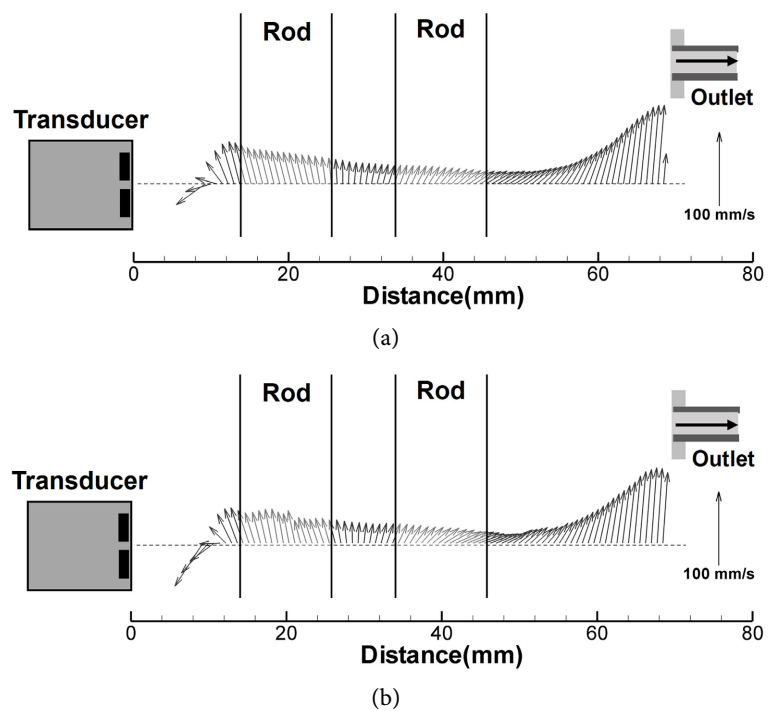 Rod Rod
Outlet
Transducer
100 mm/s
0 20 40 60 80
Distance(mm)
(a)
Rod Rod
Outlet
Transducer
100 mm/s
0 20 40 60 80
Distance(mm)
(b)